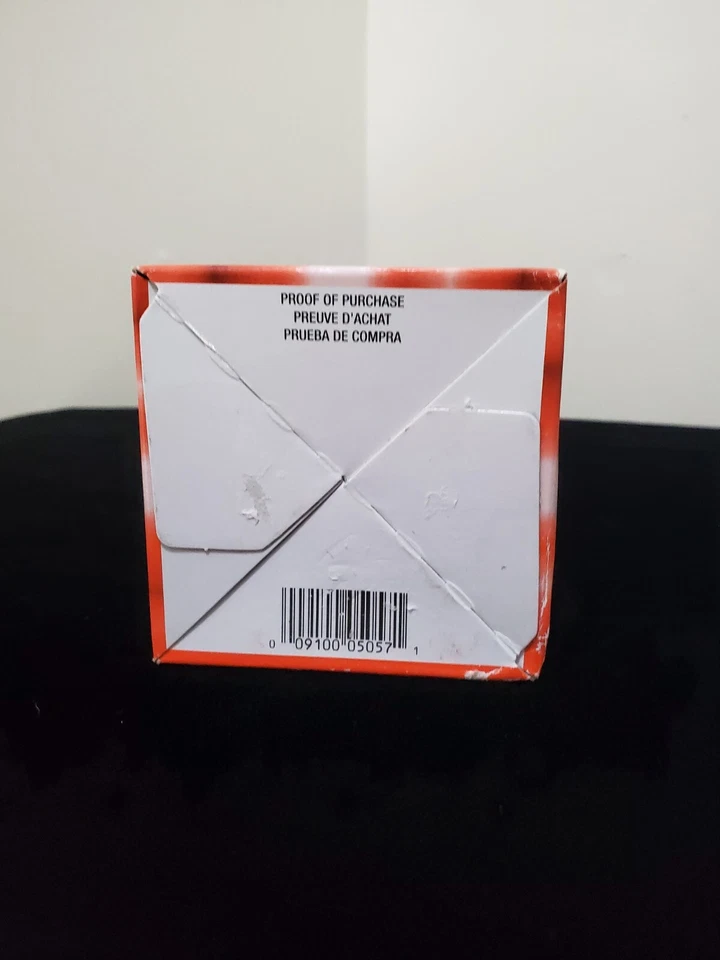 PROOF OF PURCHASE
PREUVE D'ACHAT
PRUEBA DE COMPRA
0 09100 05057 1